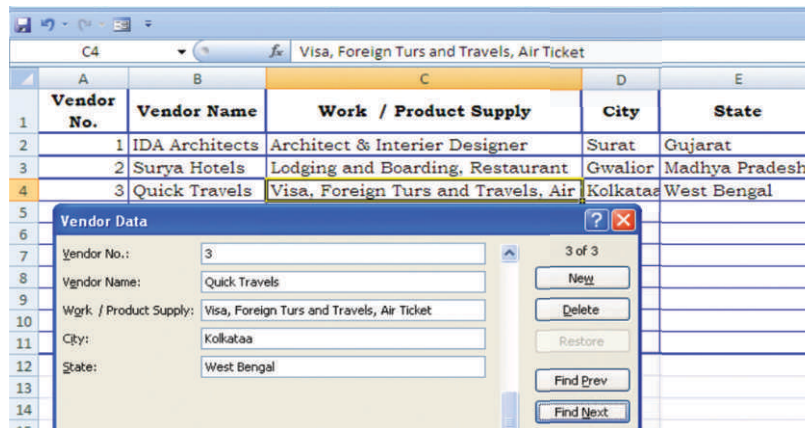 C4 fx Visa, Foreign Turs and Travels, Air Ticket
A B C D E
1 Vendor No. Vendor Name Work / Product Supply City State
2 1 IDA Architects Architect & Interier Designer Surat Gujarat
3 2 Surya Hotels Lodging and Boarding, Restaurant Gwalior Madhya Pradesh
4 3 Quick Travels Visa, Foreign Turs and Travels, Air Kolkataa West Bengal
5
Vendor Data ?
6
7 Vendor No.: 3 3 of 3
8 Vendor Name: Quick Travels New
9
10 Work / Product Supply: Visa, Foreign Turs and Travels, Air Ticket Delete
11 City: Kolkataa Restore
12 State: West Bengal
13 Find Prev
14 Find Next